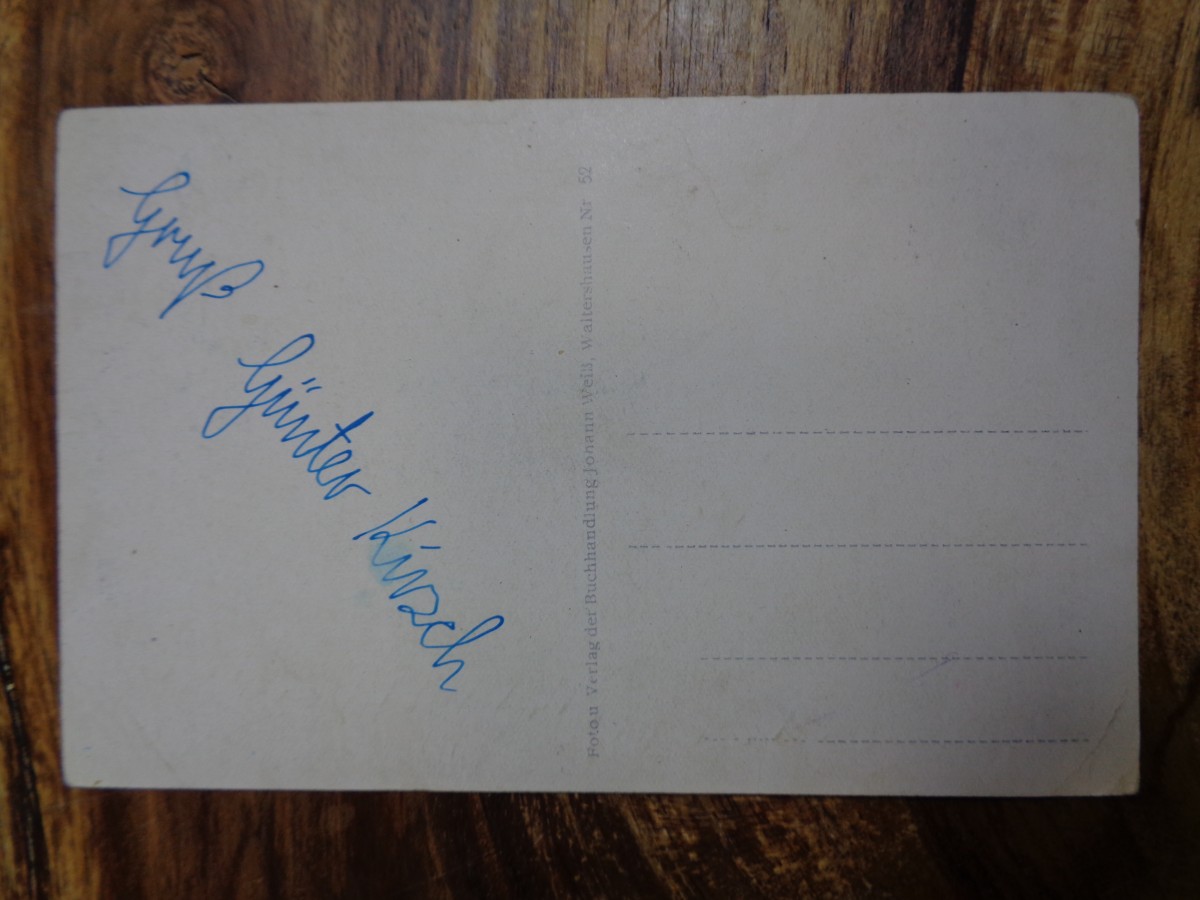 Gruß
Günter Kirsch
Foto u Verlag der Buchhandlung Johann Weiß, Waltershausen Nr 52